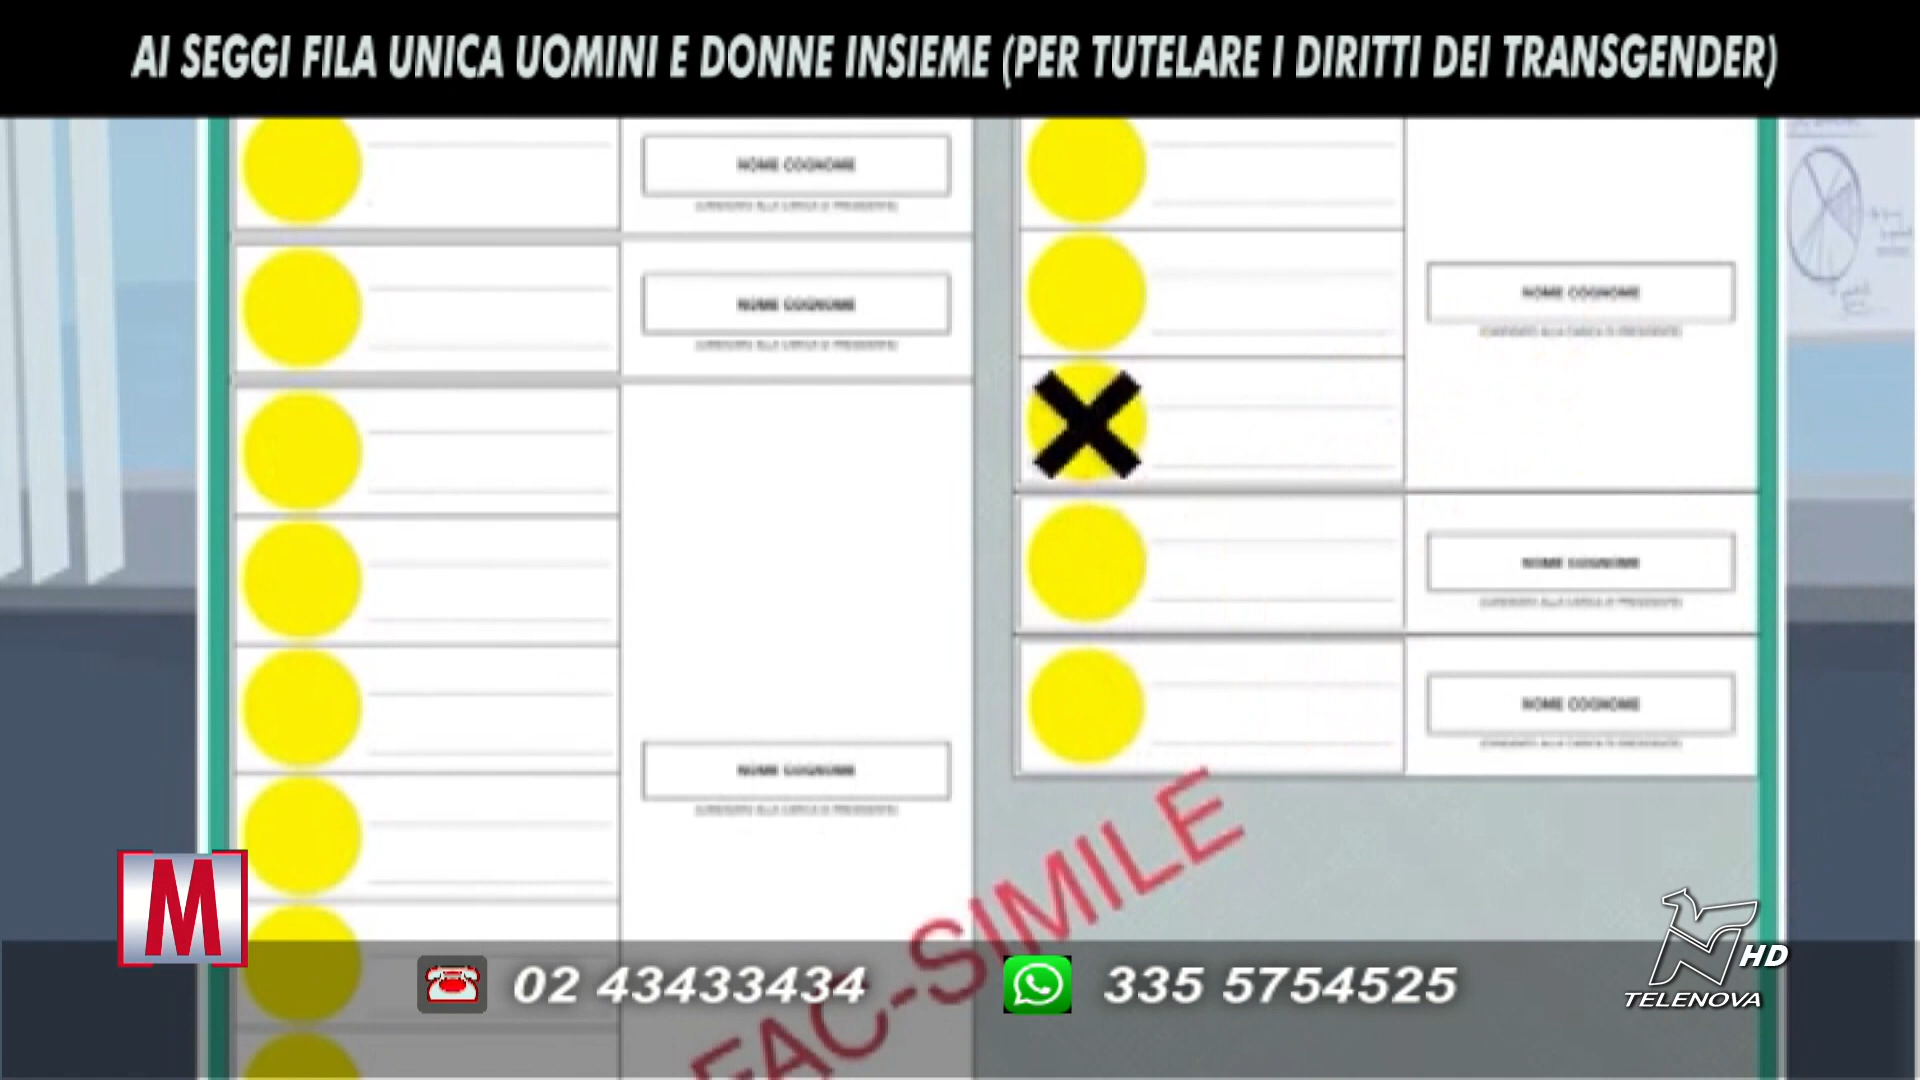 AI SEGGI FILA UNICA UOMINI E DONNE INSIEME (PER TUTELARE I DIRITTI DEI TRANSGENDER)
NOME COGNOME
NOME COGNOME
NOME COGNOME
NOME COGNOME
NOME COGNOME
NOME COGNOME
FAC-SIMILE
M
02 43433434
335 5754525
HD
TELENOVA